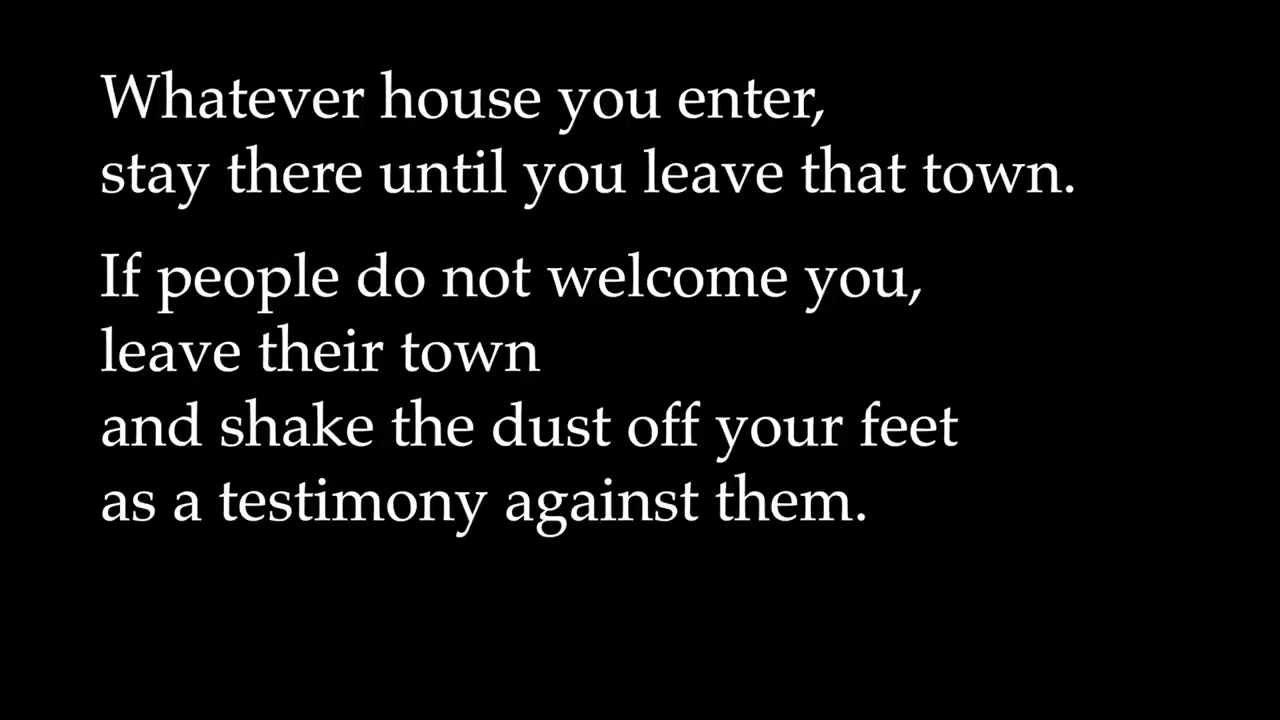 Whatever house you enter,
stay there until you leave that town.
If people do not welcome you,
leave their town
and shake the dust off your feet
as a testimony against them.